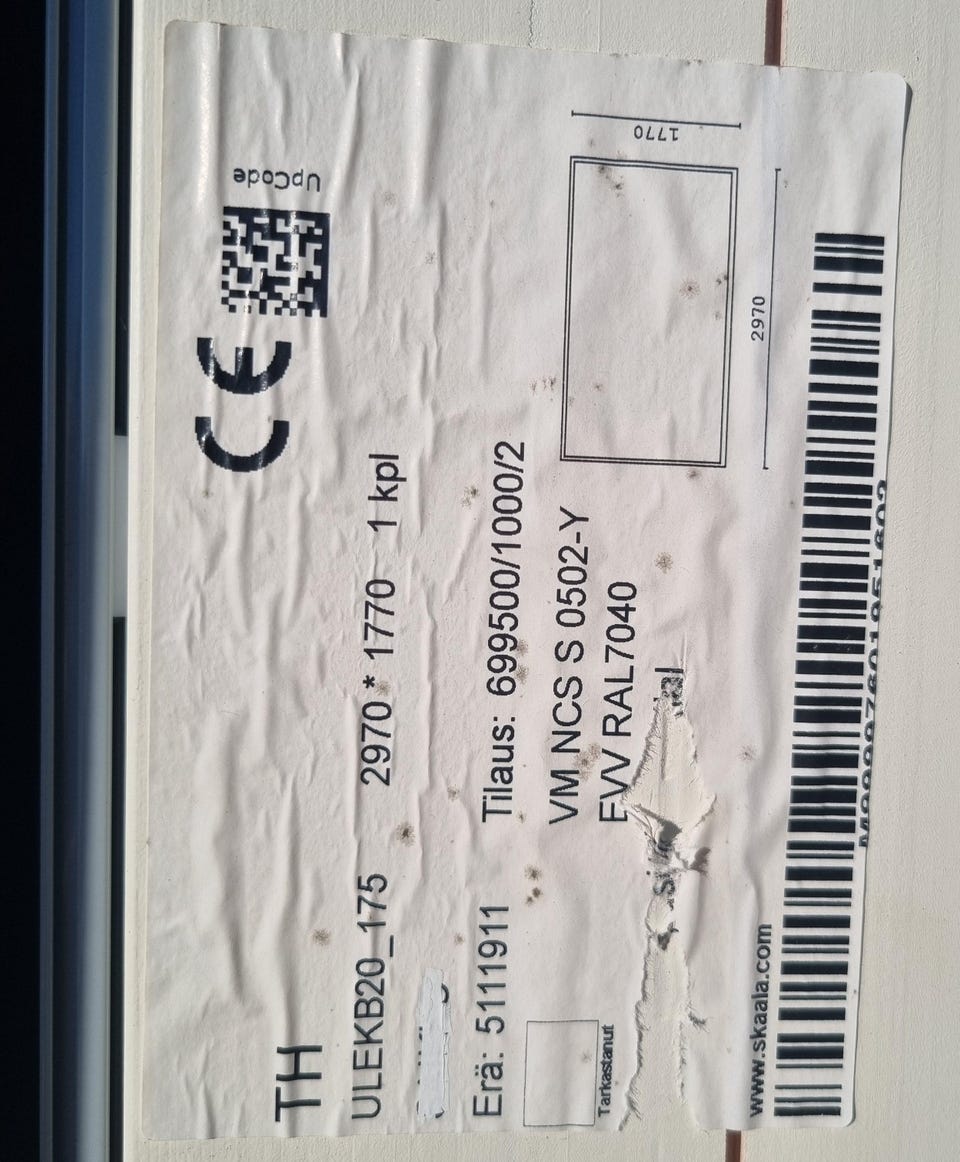 TH
CE
UpCode
ULEKB20_175 2970 * 1770 1 kpl
Erä: 5111911 Tilaus: 699500/1000/2
VM NCS S 0502-Y
EVV RAL7040
Tarkastanut
1770
2970
www.skaala.com